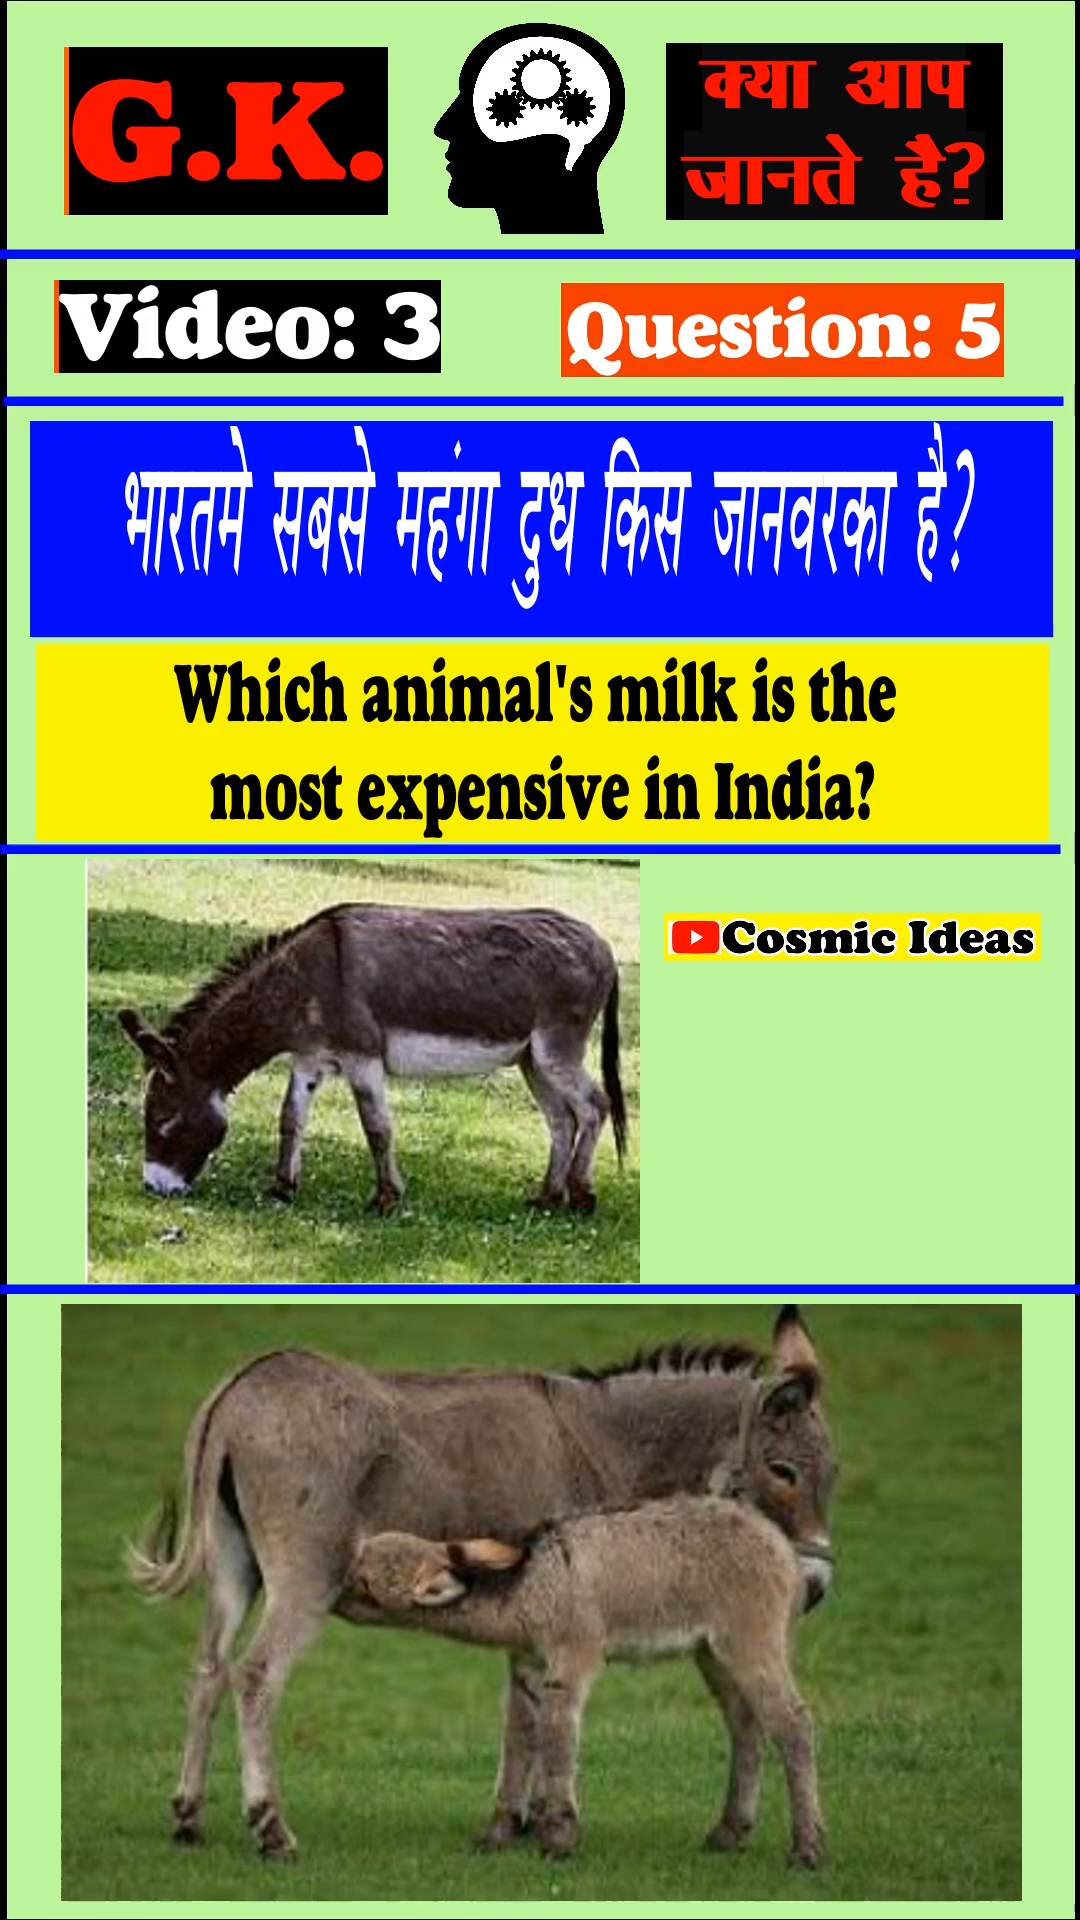 G.K.
क्या आप
जानते है?
Video: 3
Question: 5
भारतमे सबसे महंगा दुध किस जानवरका है?
Which animal's milk is the
most expensive in India?
Cosmic Ideas